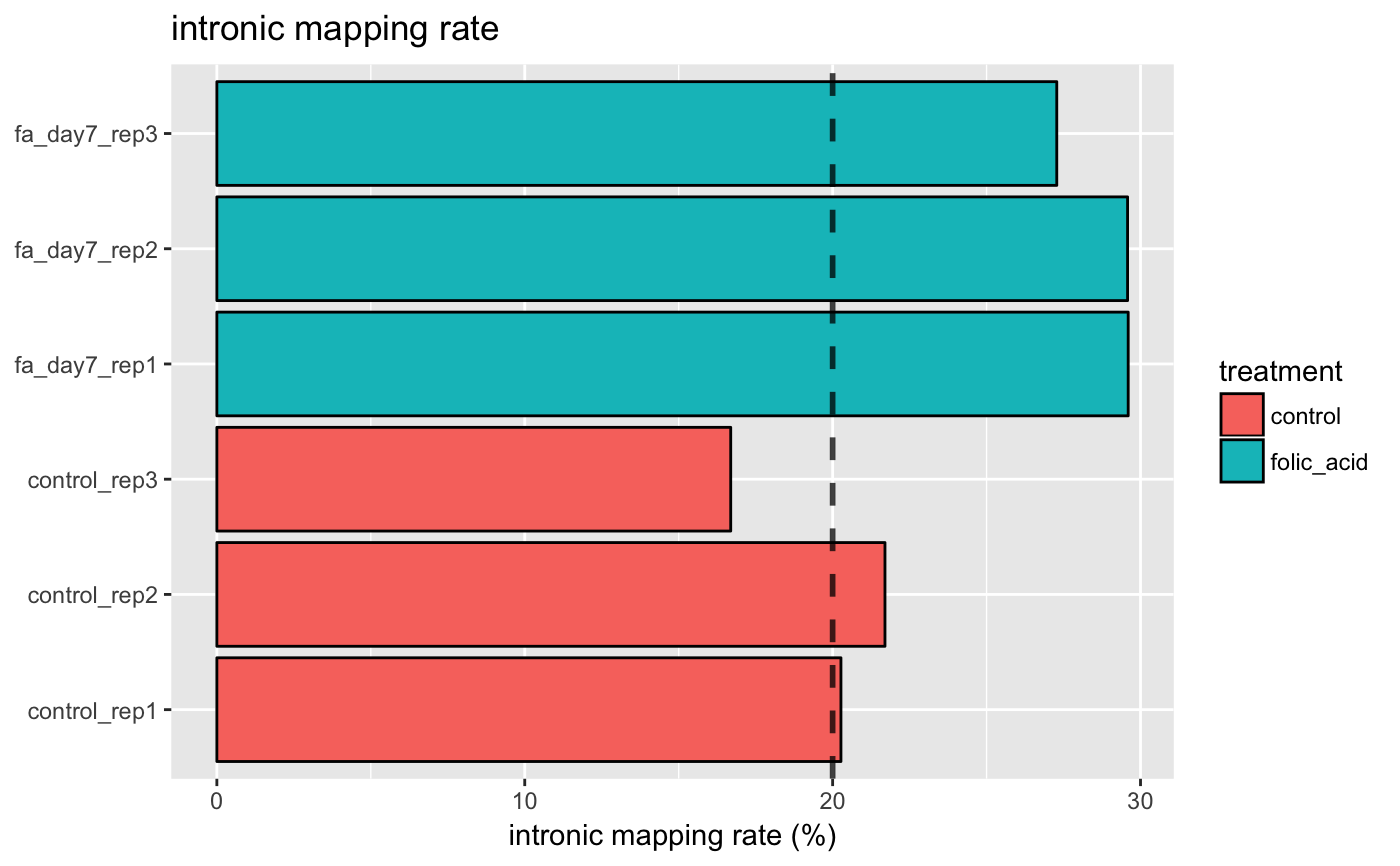 intronic mapping rate
fa_day7_rep3
fa_day7_rep2
fa_day7_rep1
control_rep3
control_rep2
control_rep1
0 10 20 30
intronic mapping rate (%)
treatment
control
folic_acid